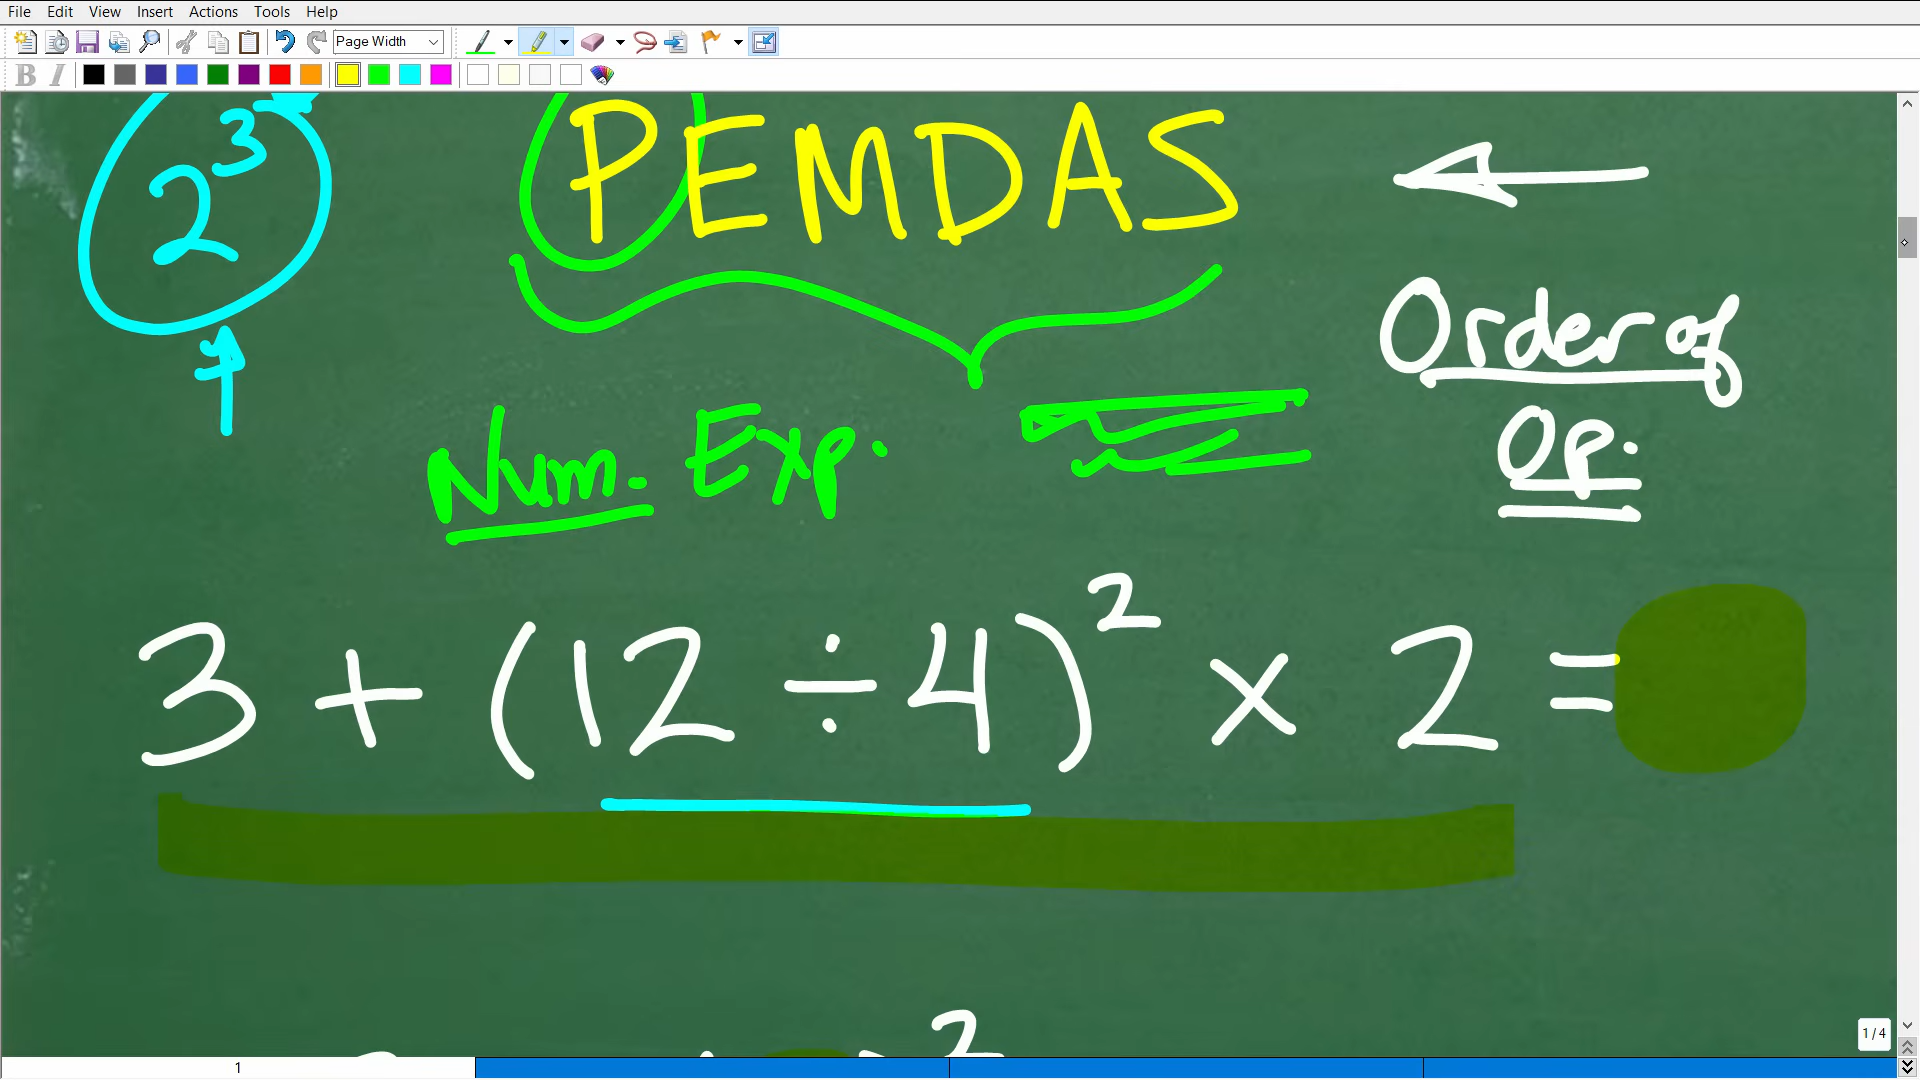 File Edit View Insert Actions Tools Help
Page Width
B I
2³
PEMDAS
Order of
Op.
Num. Exp.
3 + (12 ÷ 4)² × 2 =
2
1 / 4
1